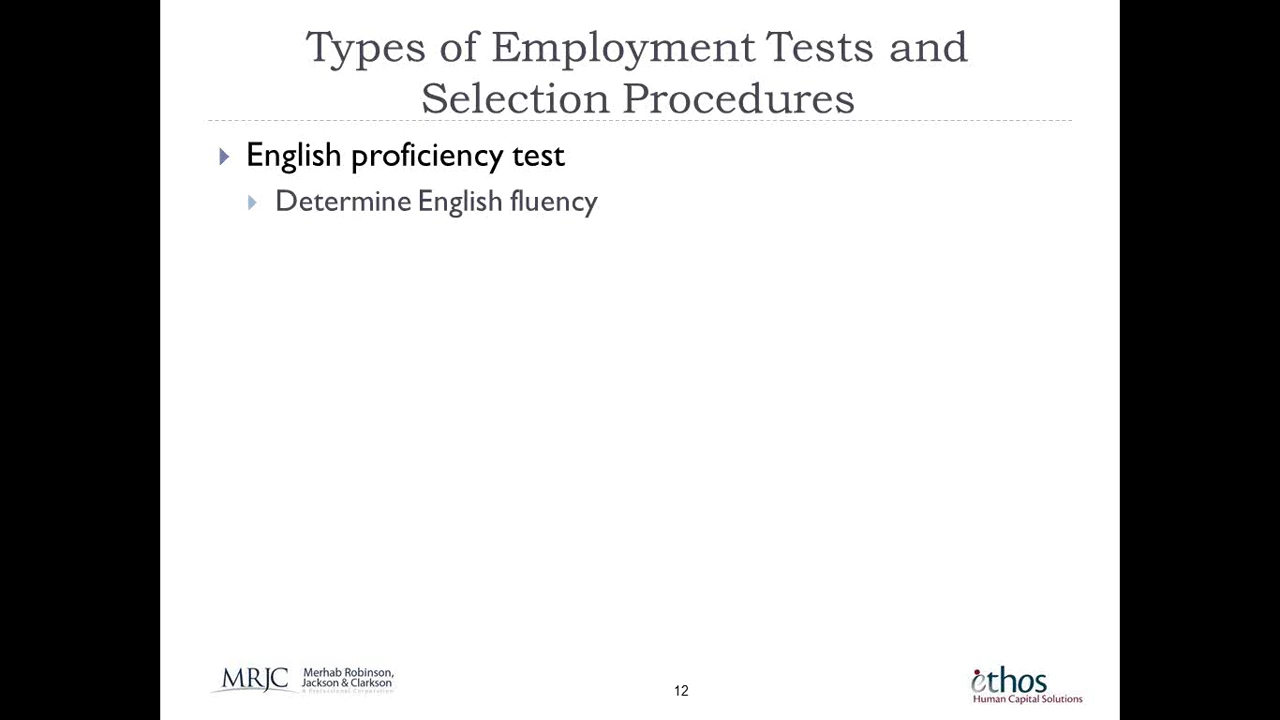 Types of Employment Tests and
Selection Procedures
English proficiency test
Determine English fluency
MRJC
Merhab Robinson,
Jackson & Clarkson
A Professional Corporation
12
ethos
Human Capital Solutions